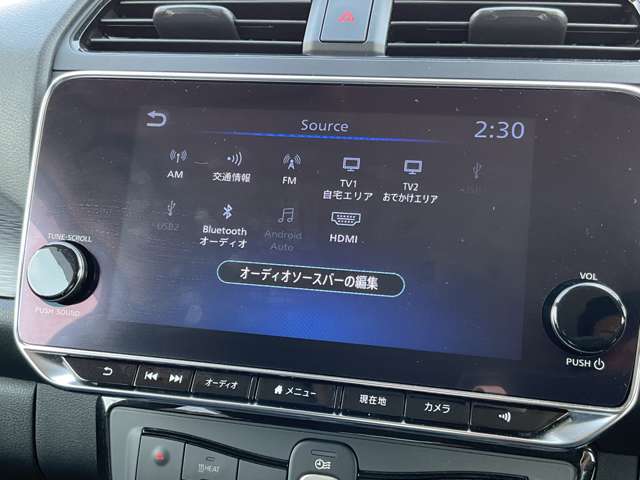 Source
2:30
AM
交通情報
FM
TV1
自宅エリア
TV2
おでかけエリア
USB2
Bluetooth
オーディオ
Android
Auto
HDMI
オーディオソースバーの編集
TUNE•SCROLL
PUSH SOUND
VOL
PUSH
オーディオ
メニュー
現在地
カメラ
HEAT